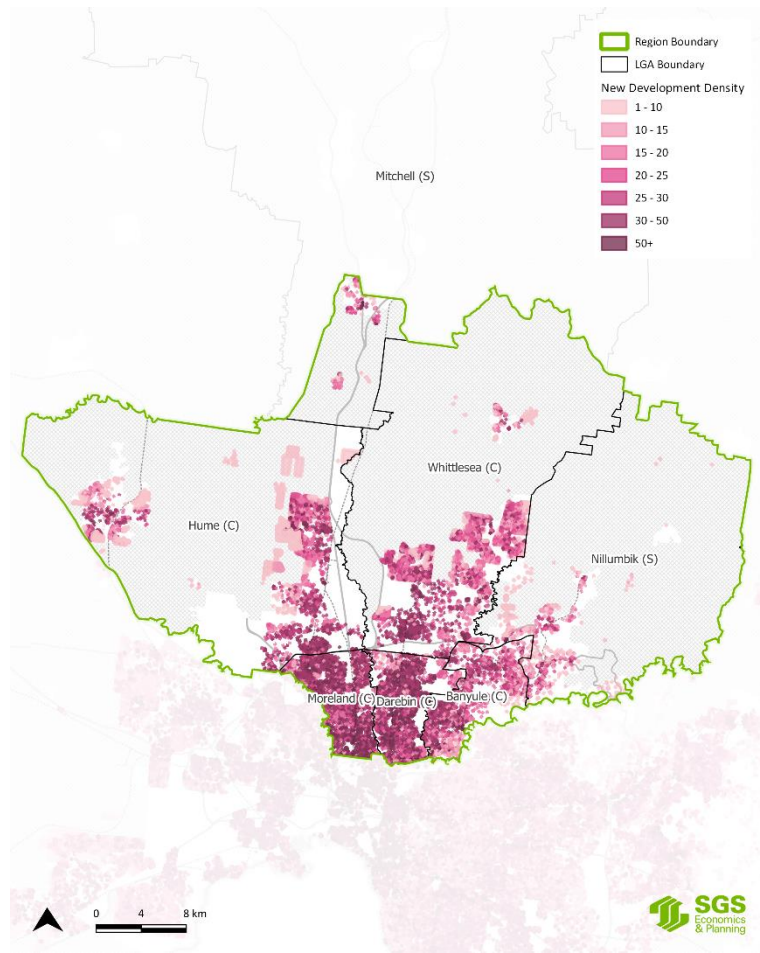 Region Boundary
LGA Boundary
New Development Density
1 - 10
10 - 15
15 - 20
20 - 25
25 - 30
30 - 50
50+
Mitchell (S)
Whittlesea (C)
Hume (C)
Nillumbik (S)
Moreland (C)
Darebin (C)
Banyule (C)
0 4 8 km
SGS
Economics
& Planning